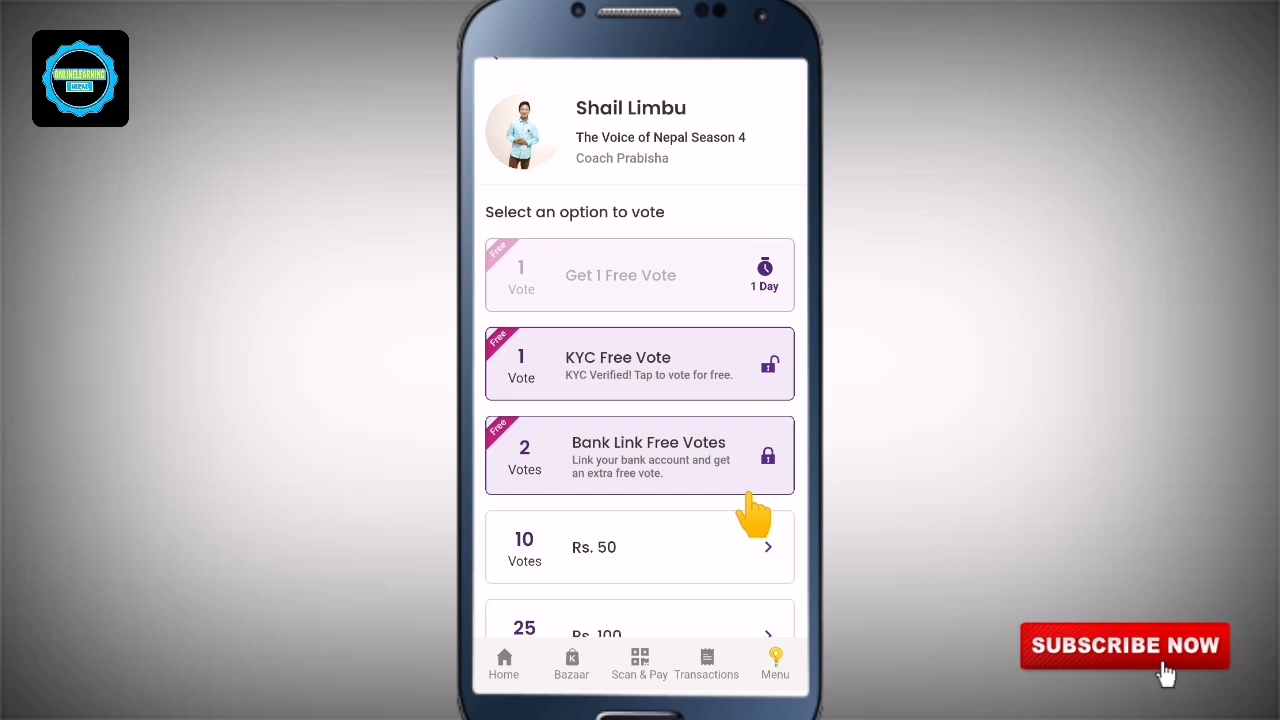 ONLINELEARNING
NEPAL
Shail Limbu
The Voice of Nepal Season 4
Coach Prabisha
Select an option to vote
Free
1
Vote
Get 1 Free Vote
1 Day
Free
1
Vote
KYC Free Vote
KYC Verified! Tap to vote for free.
Free
2
Votes
Bank Link Free Votes
Link your bank account and get
an extra free vote.
10
Votes
Rs. 50
25
Rs. 100
Home
Bazaar
Scan & Pay
Transactions
Menu
SUBSCRIBE NOW